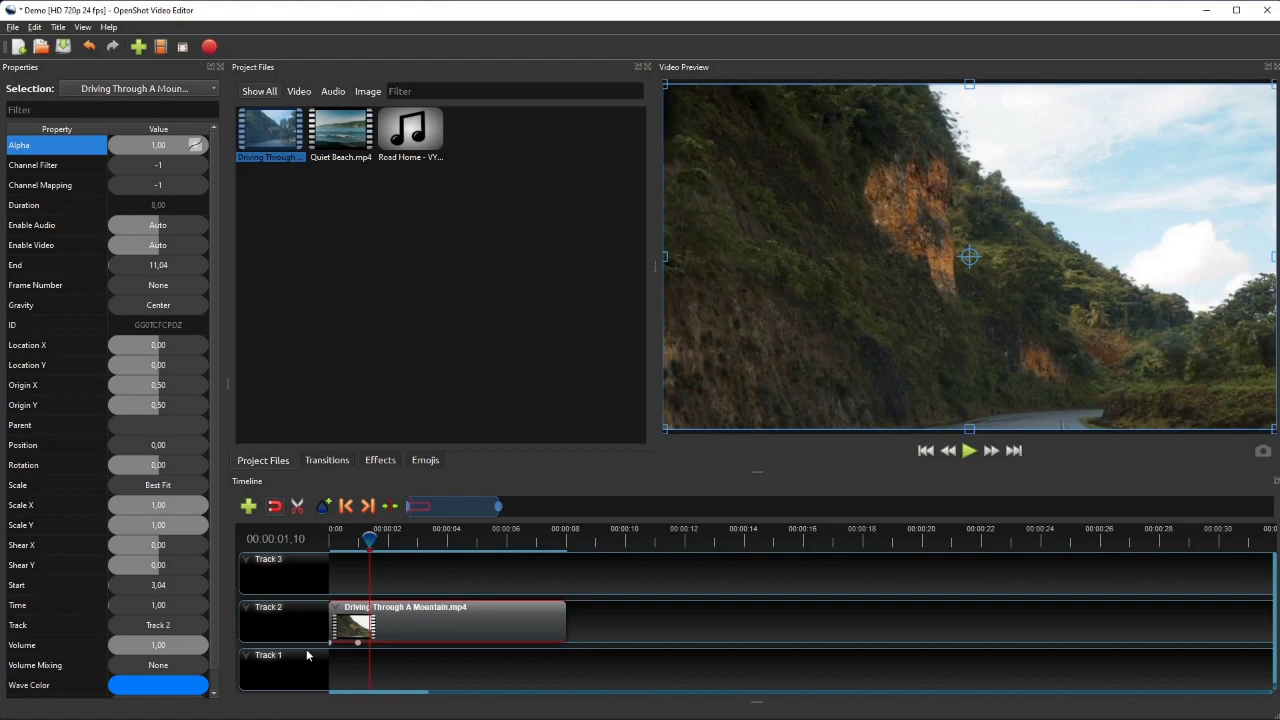 * Demo [HD 720p 24 fps] - OpenShot Video Editor
File Edit Title View Help
Properties
Project Files
Video Preview
Selection: Driving Through A Moun...
Show All Video Audio Image Filter
Filter
Property Value
Alpha 1,00
Channel Filter -1
Channel Mapping -1
Duration 8,00
Enable Audio Auto
Enable Video Auto
End 11,04
Frame Number None
Gravity Center
ID GG0TCFCPDZ
Location X 0,00
Location Y 0,00
Origin X 0,50
Origin Y 0,50
Parent
Position 0,00
Rotation 0,00
Scale Best Fit
Scale X 1,00
Scale Y 1,00
Shear X 0,00
Shear Y 0,00
Start 3,04
Time 1,00
Track Track 2
Volume 1,00
Volume Mixing None
Wave Color
Driving Through ... Quiet Beach.mp4 Road Home - VY...
Project Files Transitions Effects Emojis
Timeline
0:00 00:00:02 00:00:04 00:00:06 00:00:08 00:00:10 00:00:12 00:00:14 00:00:16 00:00:18 00:00:20 00:00:22 00:00:24 00:00:26 00:00:28 00:00:30 00:0
00:00:01,10
Track 3
Track 2 Driving Through A Mountain.mp4
Track 1